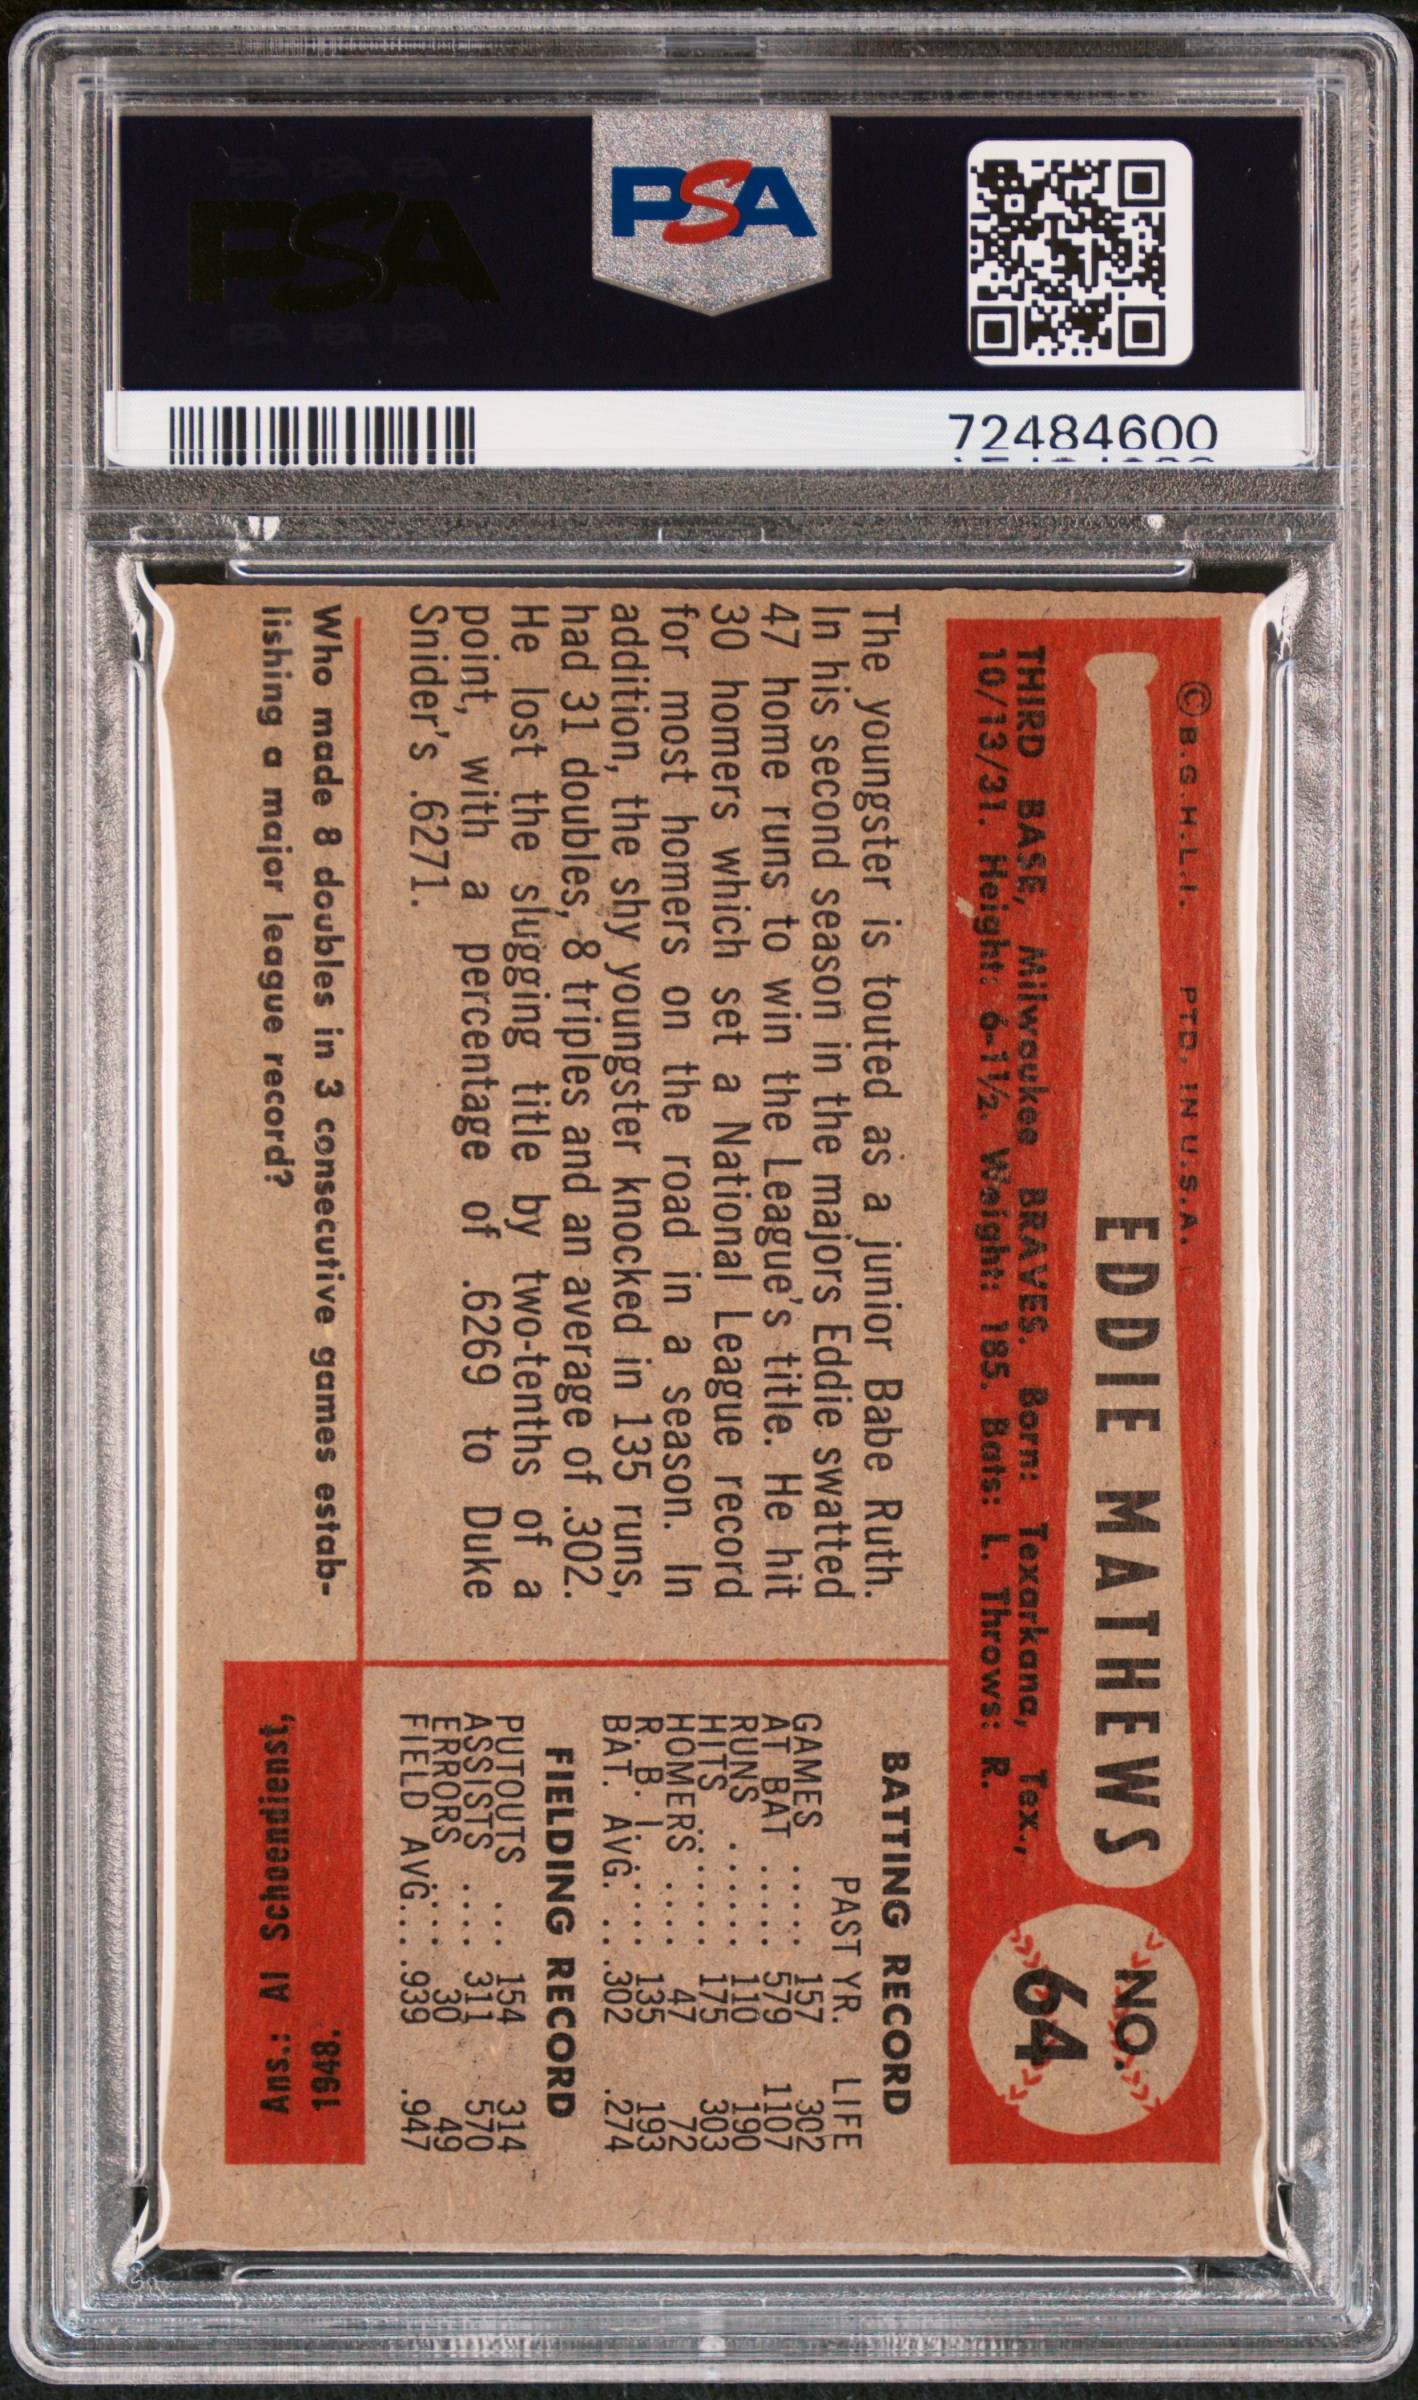 PSA
PSA
72484600
© B.G.H.L.I. PTD. IN U.S.A.
EDDIE MATHEWS
NO.
64
THIRD BASE, Milwaukee BRAVES. Born: Texarkana, Tex.,
10/13/31. Height: 6-1½. Weight: 185. Bats: L. Throws: R.
The youngster is touted as a junior Babe Ruth.
In his second season in the majors Eddie swatted
47 home runs to win the League's title. He hit
30 homers which set a National League record
for most homers on the road in a season. In
addition, the shy youngster knocked in 135 runs,
had 31 doubles, 8 triples and an average of .302.
He lost the slugging title by two-tenths of a
point, with a percentage of .6269 to Duke
Snider's .6271.
BATTING RECORD
PAST YR. LIFE
GAMES .... 157 302
AT BAT ..... 579 1107
RUNS ...... 110 190
HITS ...... 175 303
HOMERS .... 47 72
R. B. I. .... 135 193
BAT. AVG. .. .302 .274
FIELDING RECORD
PUTOUTS ... 154 314
ASSISTS .... 311 570
ERRORS ... 30 49
FIELD AVG... .939 .947
Who made 8 doubles in 3 consecutive games estab-
lishing a major league record?
Ans.: Al Schoendienst,
1948.